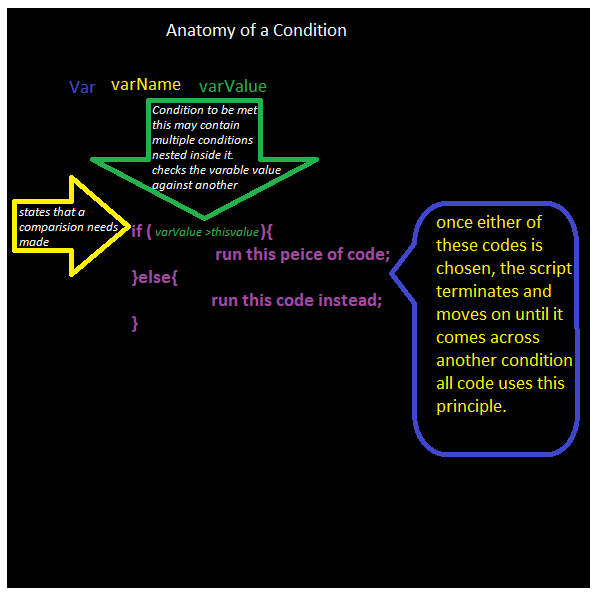 Anatomy of a Condition
Var varName varValue
Condition to be met
this may contain
multiple conditions
nested inside it.
checks the varable value
against another
states that a
comparision needs
made
if ( varValue >thisvalue){
run this peice of code;
}else{
run this code instead;
}
once either of
these codes is
chosen, the script
terminates and
moves on until it
comes across
another condition
all code uses this
principle.